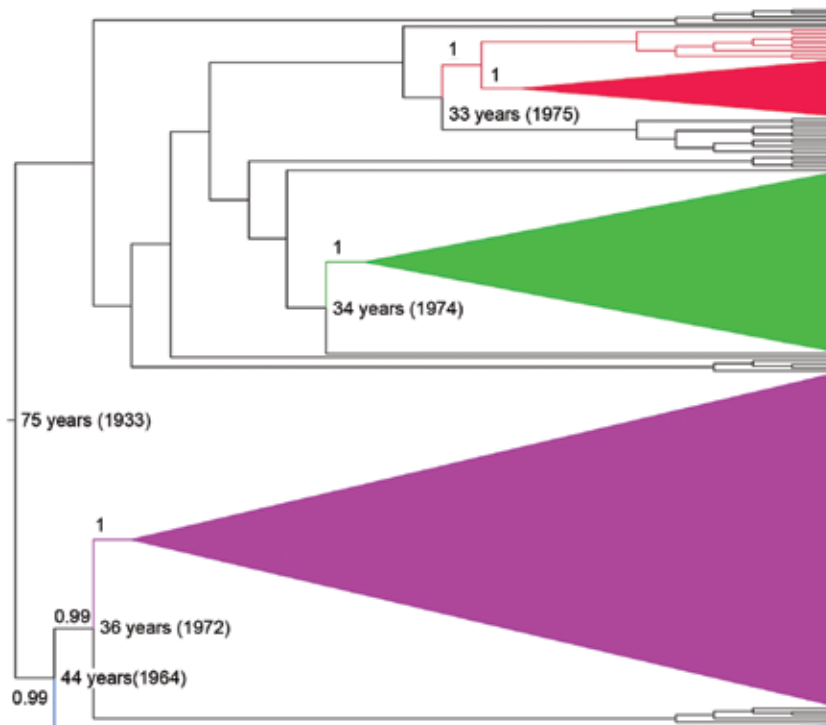 1
1
33 years (1975)
1
34 years (1974)
75 years (1933)
1
0.99
36 years (1972)
44 years(1964)
0.99